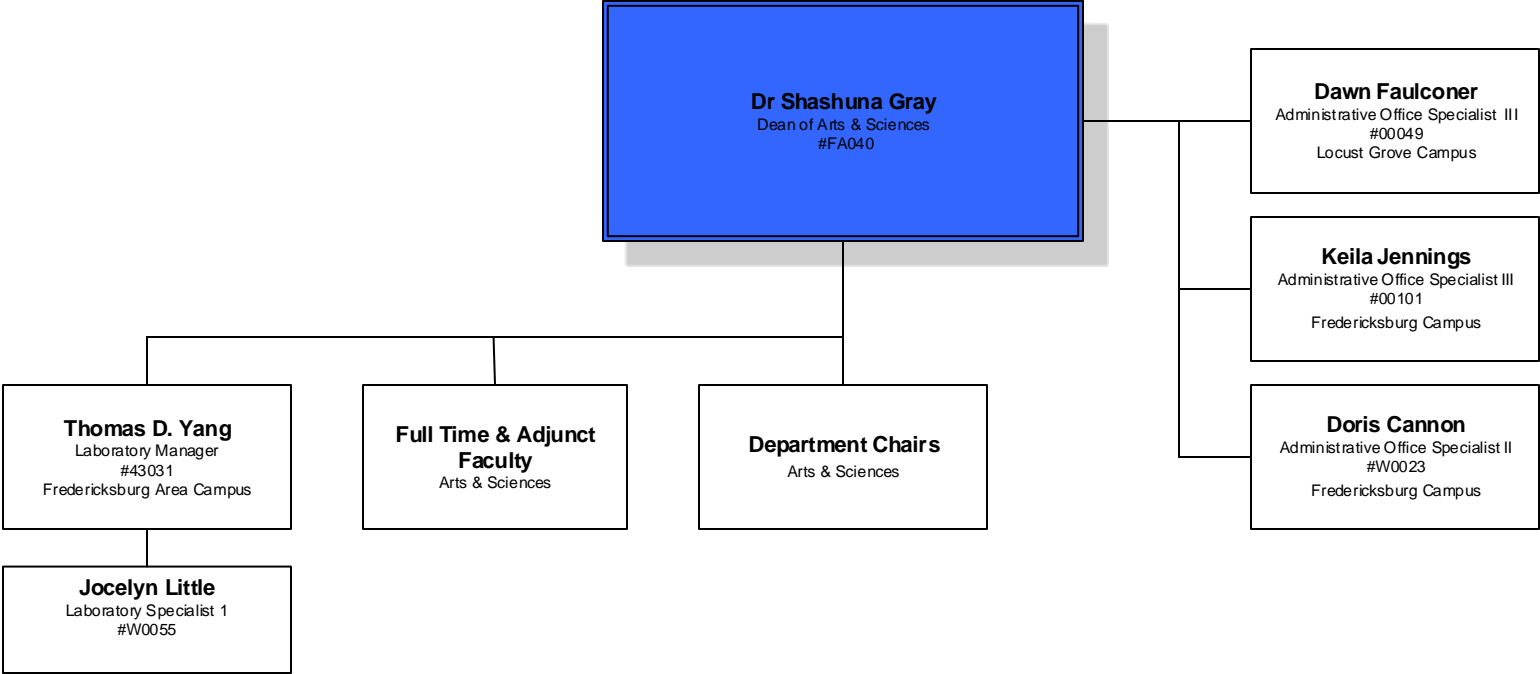 Dr Shashuna Gray
Dean of Arts & Sciences
#FA040
Dawn Faulconer
Administrative Office Specialist III
#00049
Locust Grove Campus
Keila Jennings
Administrative Office Specialist III
#00101
Fredericksburg Campus
Thomas D. Yang
Laboratory Manager
#43031
Fredericksburg Area Campus
Full Time & Adjunct
Faculty
Arts & Sciences
Department Chairs
Arts & Sciences
Doris Cannon
Administrative Office Specialist II
#W0023
Fredericksburg Campus
Jocelyn Little
Laboratory Specialist 1
#W0055